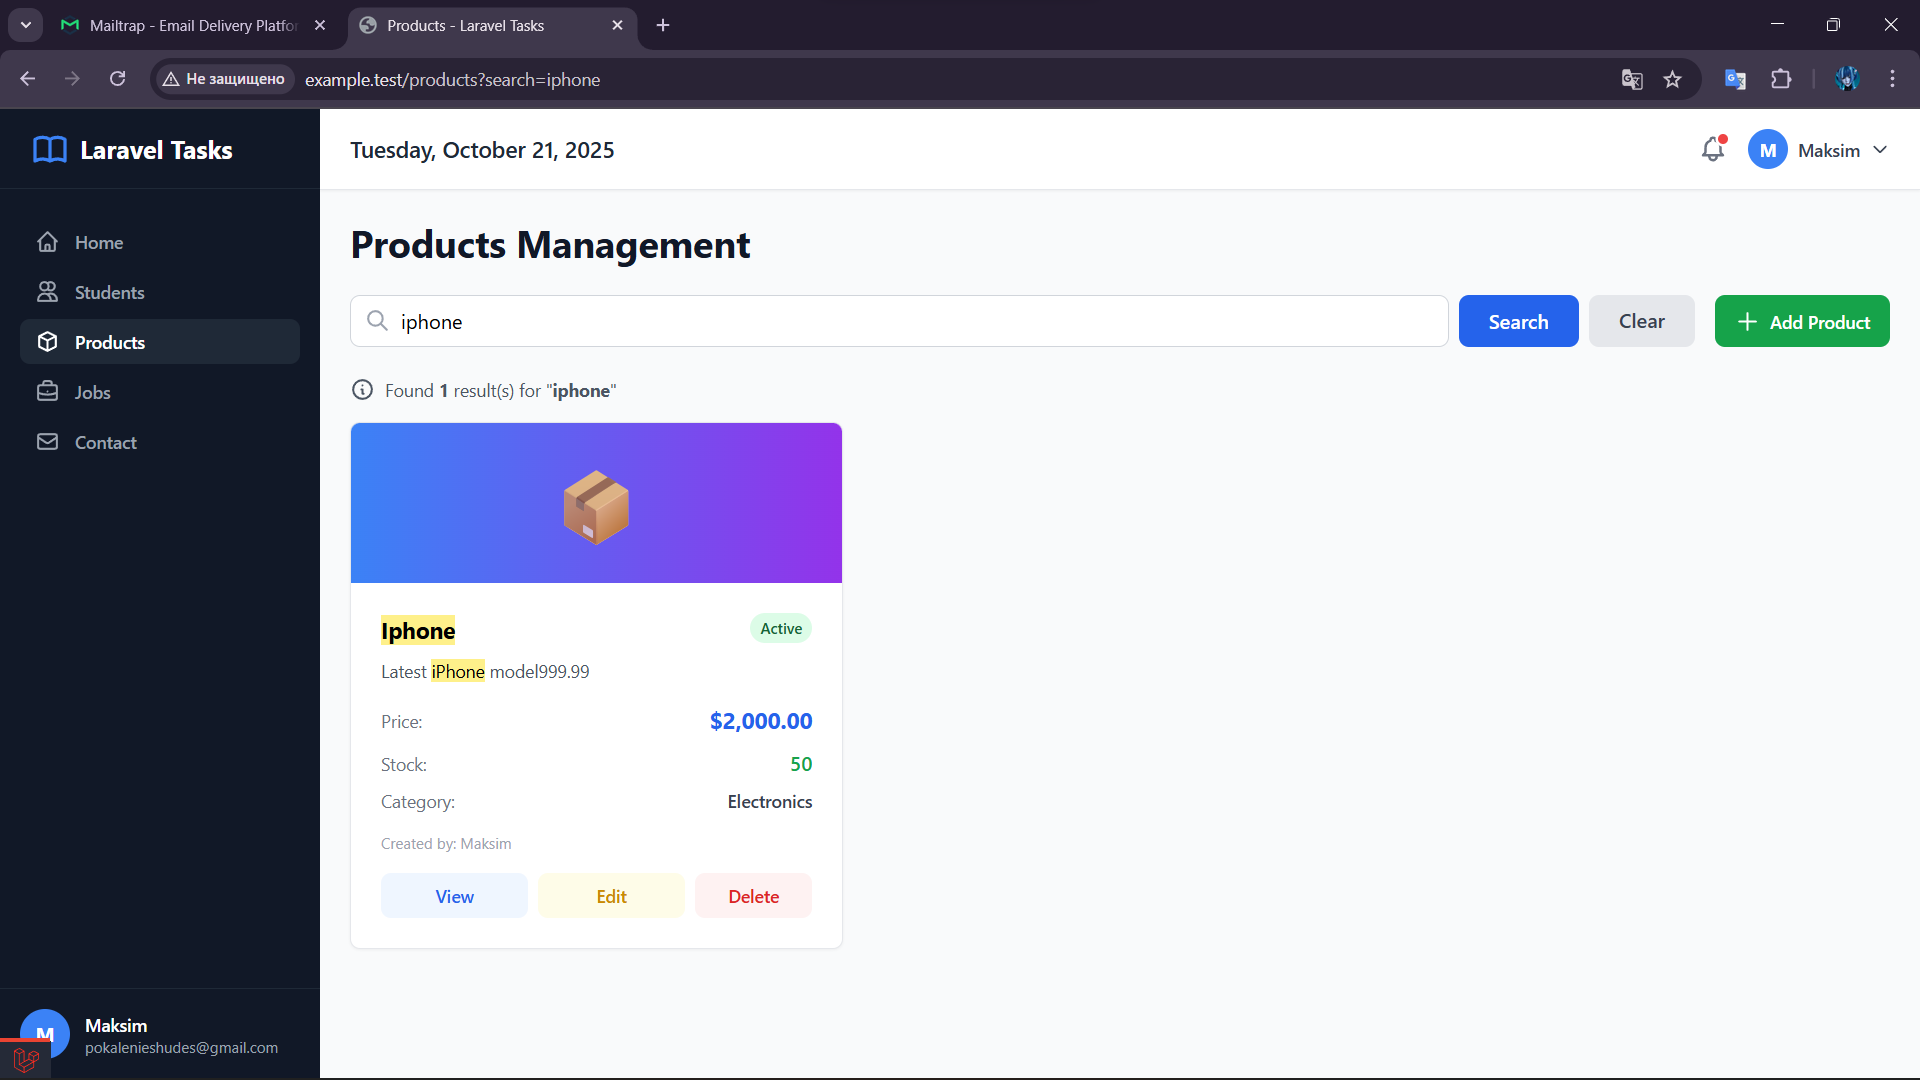 Mailtrap - Email Delivery Platfor
Products - Laravel Tasks
Не защищено
example.test/products?search=iphone
Laravel Tasks
Tuesday, October 21, 2025
M
Maksim
Home
Students
Products
Jobs
Contact
Products Management
iphone
Search
Clear
Add Product
Found 1 result(s) for "iphone"
Iphone
Active
Latest iPhone model999.99
Price:
$2,000.00
Stock:
50
Category:
Electronics
Created by: Maksim
View
Edit
Delete
M
Maksim
pokalenieshudes@gmail.com